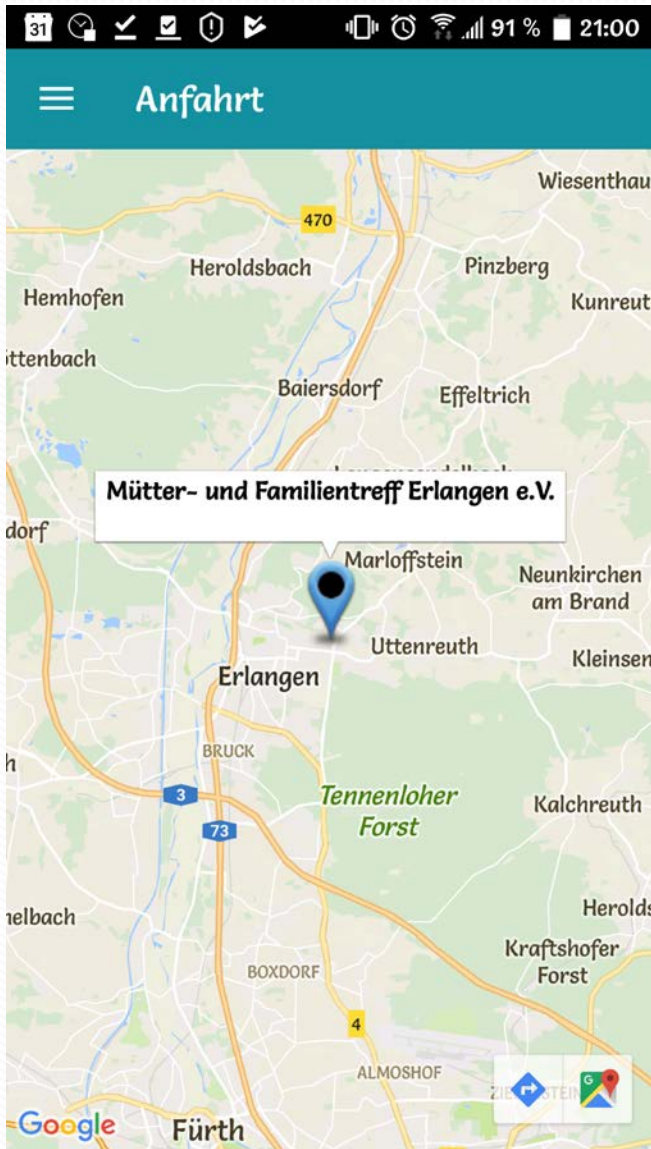 31
91 %
21:00
Anfahrt
Wiesenthau
470
Heroldsbach
Pinzberg
Hemhofen
Kunreut
ttenbach
Baiersdorf
Effeltrich
Mütter- und Familientreff Erlangen e.V.
dorf
Marloffstein
Neunkirchen
am Brand
Uttenreuth
Kleinsen
Erlangen
BRUCK
h
3
Tennenloher
Forst
Kalchreuth
73
nelbach
Herolds
Kraftshofer
Forst
BOXDORF
4
ALMOSHOF
G
Google
Fürth